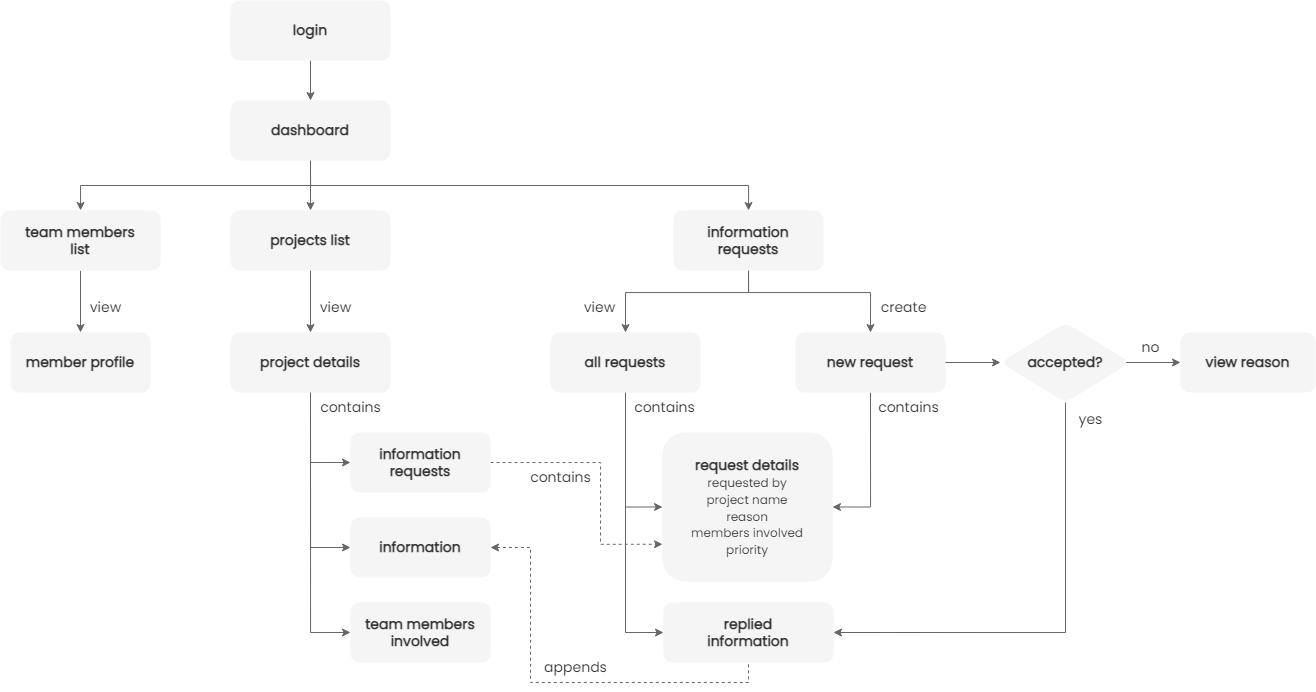 login
dashboard
team members
list
projects list
information
requests
view
view
view
create
member profile
project details
all requests
new request
accepted?
no
view reason
contains
contains
contains
yes
information
requests
contains
request details
requested by
project name
reason
members involved
priority
information
team members
involved
replied
information
appends